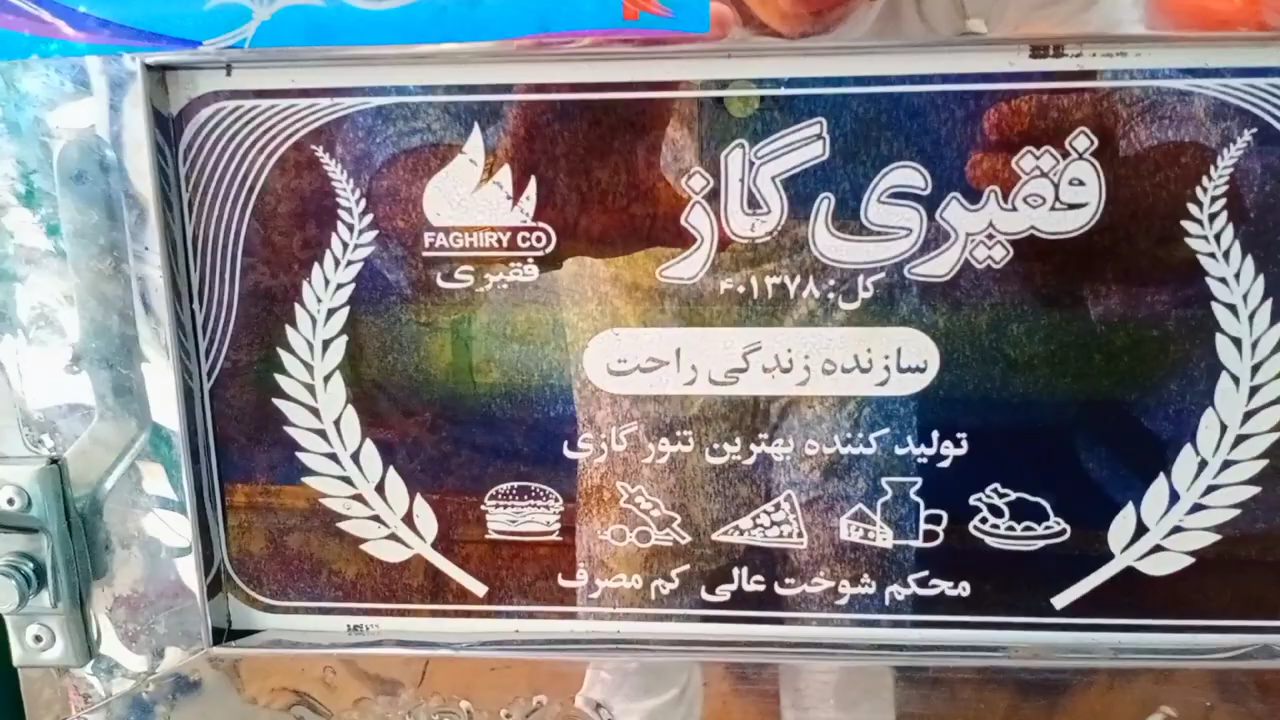 فقیری گاز
FAGHIRY CO
فقیری
کل: ۴۰۱۳۷۸
سازنده زندگی راحت
تولید کننده بهترین تنور گازی
محکم شوخت عالی کم مصرف